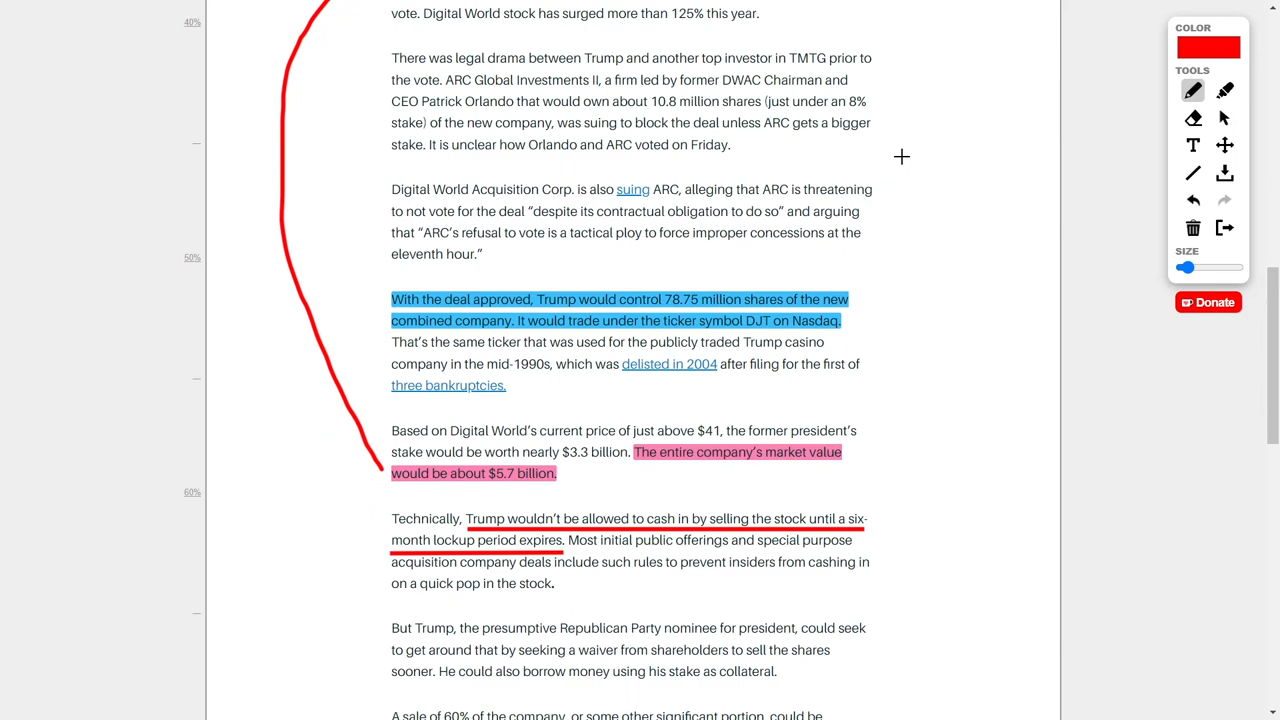 vote. Digital World stock has surged more than 125% this year.
There was legal drama between Trump and another top investor in TMTG prior to
the vote. ARC Global Investments II, a firm led by former DWAC Chairman and
CEO Patrick Orlando that would own about 10.8 million shares (just under an 8%
stake) of the new company, was suing to block the deal unless ARC gets a bigger
stake. It is unclear how Orlando and ARC voted on Friday.
Digital World Acquisition Corp. is also suing ARC, alleging that ARC is threatening
to not vote for the deal “despite its contractual obligation to do so” and arguing
that “ARC’s refusal to vote is a tactical ploy to force improper concessions at the
eleventh hour.”
With the deal approved, Trump would control 78.75 million shares of the new
combined company. It would trade under the ticker symbol DJT on Nasdaq.
That’s the same ticker that was used for the publicly traded Trump casino
company in the mid-1990s, which was delisted in 2004 after filing for the first of
three bankruptcies.
Based on Digital World’s current price of just above $41, the former president’s
stake would be worth nearly $3.3 billion. The entire company’s market value
would be about $5.7 billion.
Technically, Trump wouldn’t be allowed to cash in by selling the stock until a six-
month lockup period expires. Most initial public offerings and special purpose
acquisition company deals include such rules to prevent insiders from cashing in
on a quick pop in the stock.
But Trump, the presumptive Republican Party nominee for president, could seek
to get around that by seeking a waiver from shareholders to sell the shares
sooner. He could also borrow money using his stake as collateral.
A sale of 60% of the company, or some other significant portion, could be
40%
50%
60%
COLOR
TOOLS
T
SIZE
Donate